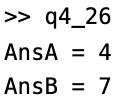 >> q4_26
AnsA = 4
AnsB = 7